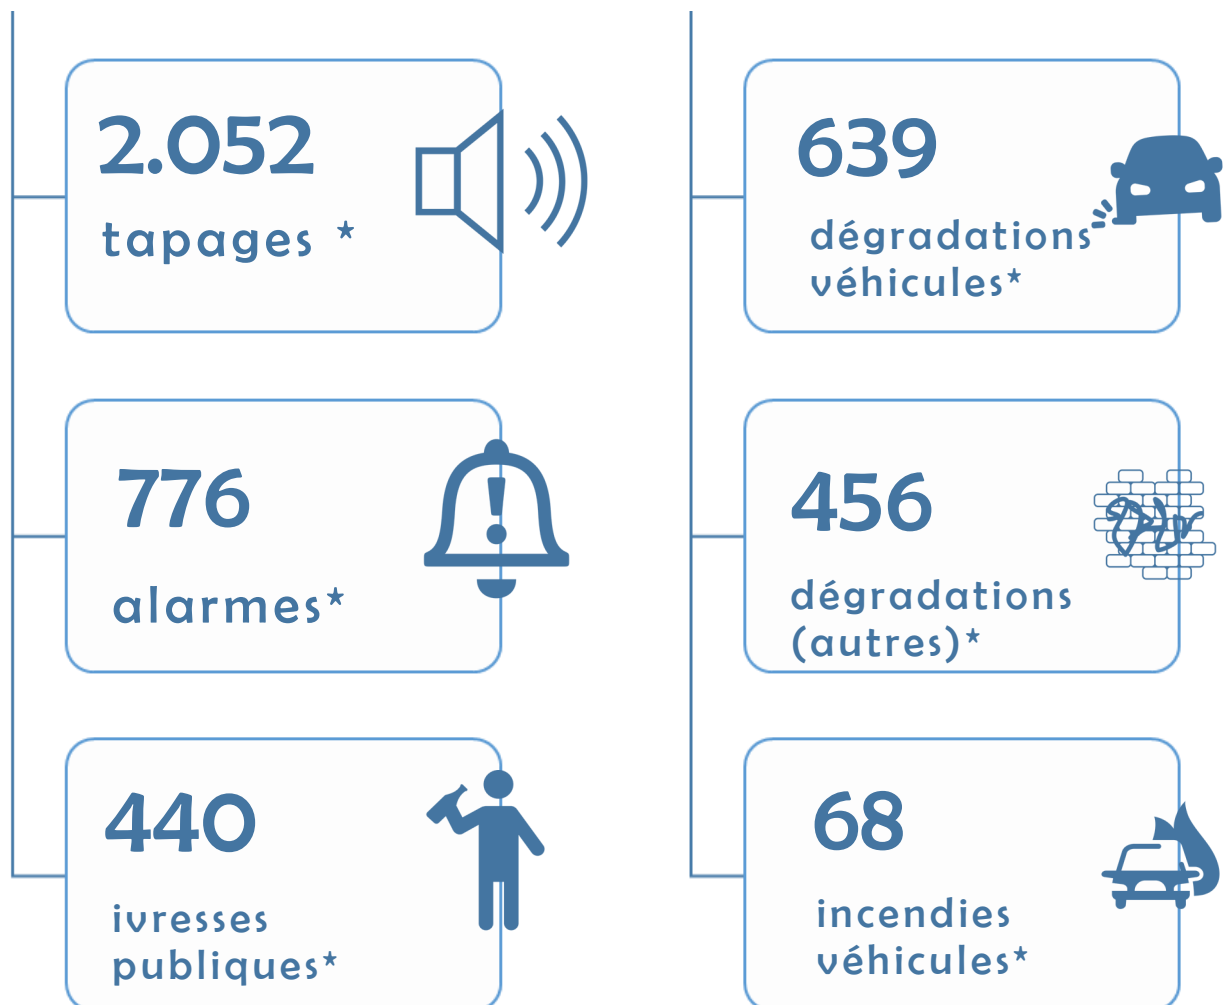 2.052
tapages *
776
alarmes*
440
ivresses
publiques*
639
dégradations
véhicules*
456
dégradations
(autres)*
68
incendies
véhicules*